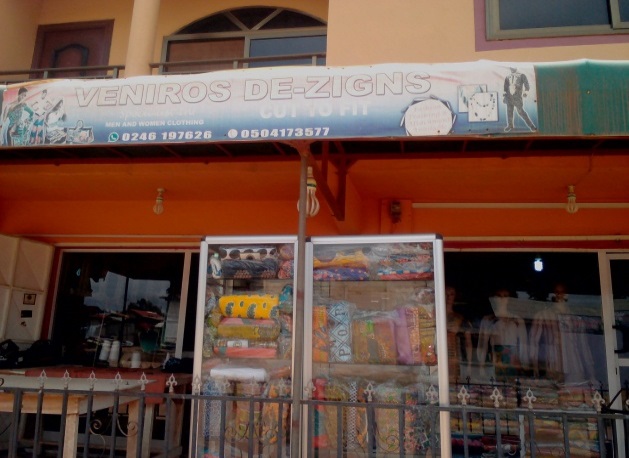 VENIROS DE-ZIGNS
CUT TO FIT
MEN AND WOMEN CLOTHING
0246 197626 0504173577